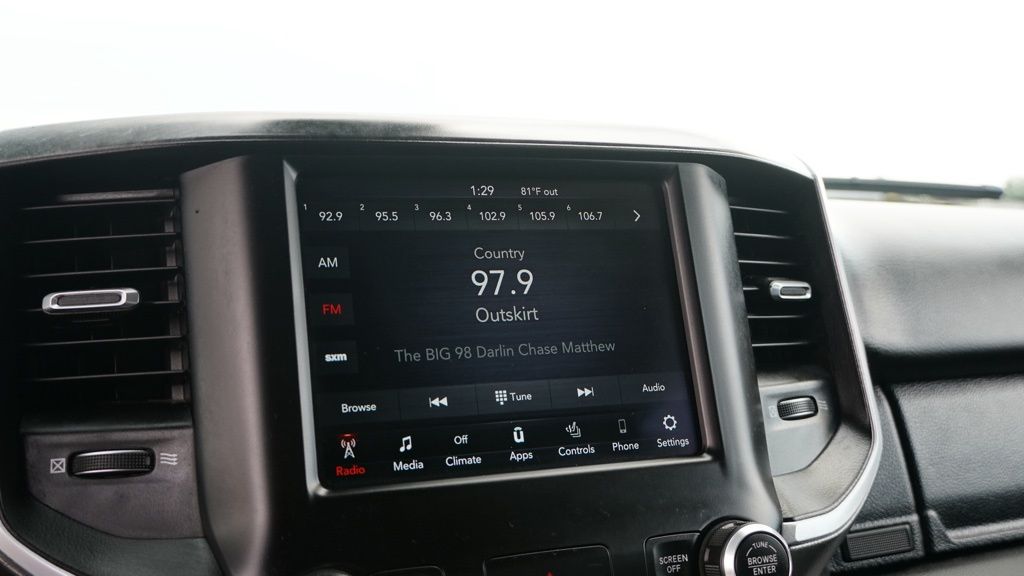 1:29 81°F out
1 92.9 2 95.5 3 96.3 4 102.9 5 105.9 6 106.7
Country
AM
97.9
FM
Outskirt
The BIG 98 Darlin Chase Matthew
sxm
Browse Tune Audio
Radio Media Off Climate Apps Controls Phone Settings
SCREEN
OFF
TUNE
BROWSE
ENTER